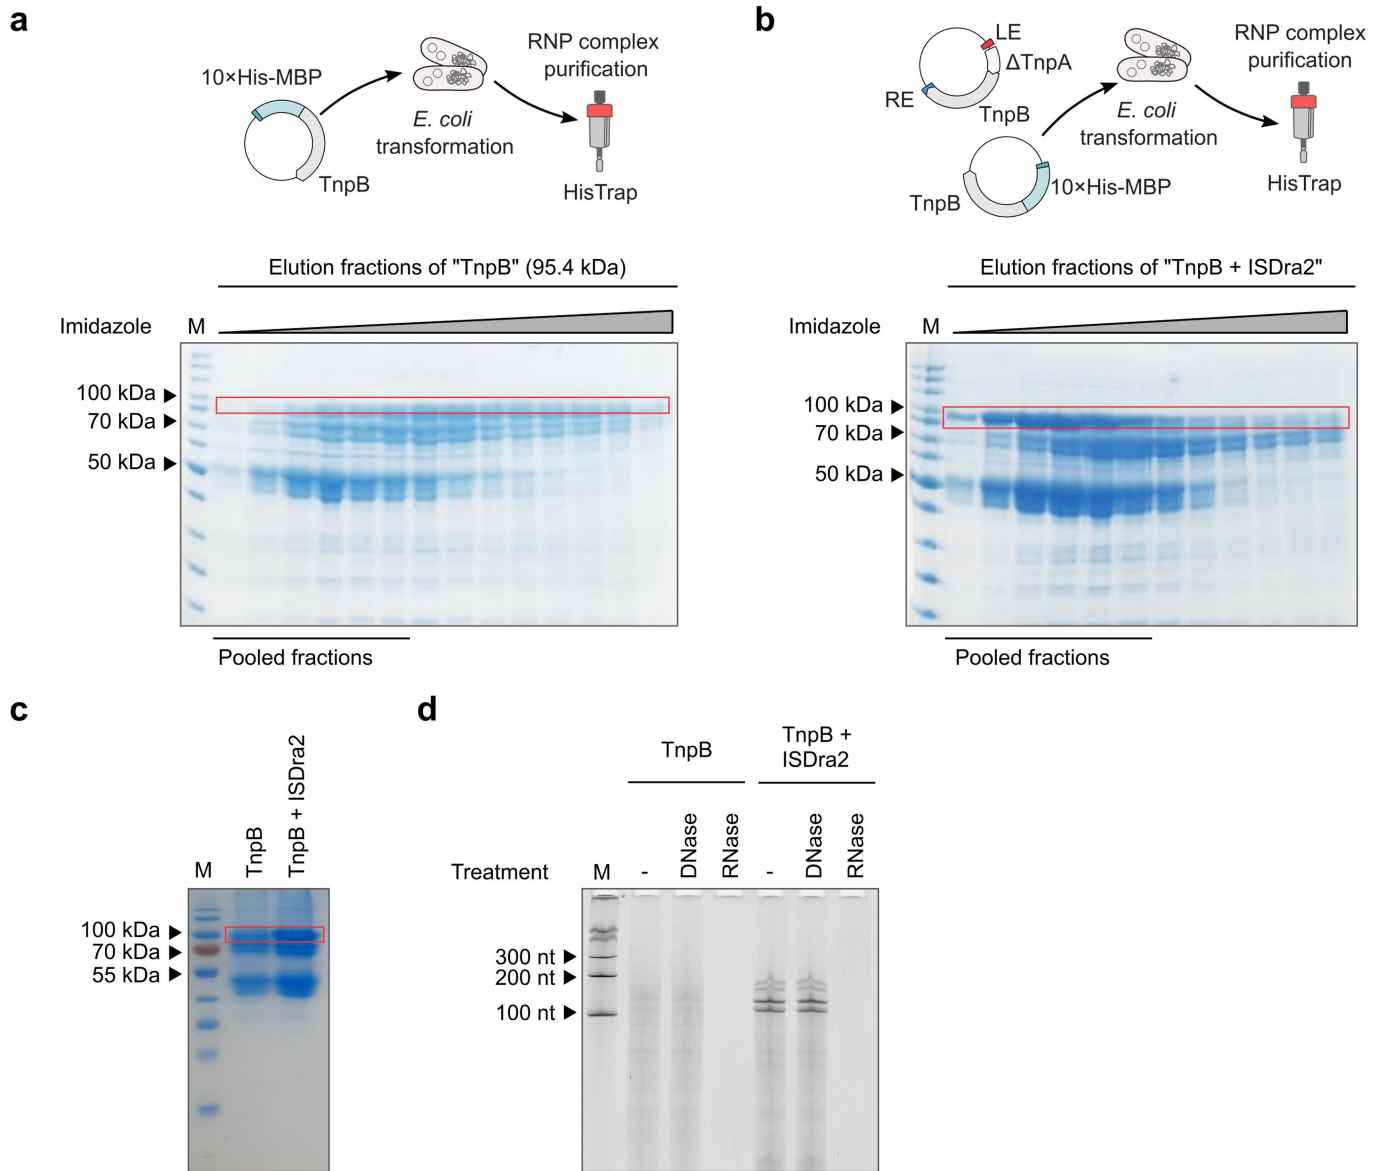 a
10×His-MBP
TnpB
E. coli
transformation
RNP complex
purification
HisTrap
Elution fractions of "TnpB" (95.4 kDa)
Imidazole
M
100 kDa
70 kDa
50 kDa
Pooled fractions
b
LE
ΔTnpA
RE
TnpB
TnpB
10×His-MBP
E. coli
transformation
RNP complex
purification
HisTrap
Elution fractions of "TnpB + ISDra2"
Imidazole
M
100 kDa
70 kDa
50 kDa
Pooled fractions
c
M
TnpB
TnpB + ISDra2
100 kDa
70 kDa
55 kDa
d
TnpB
TnpB +
ISDra2
Treatment
M
-
DNase
RNase
-
DNase
RNase
300 nt
200 nt
100 nt